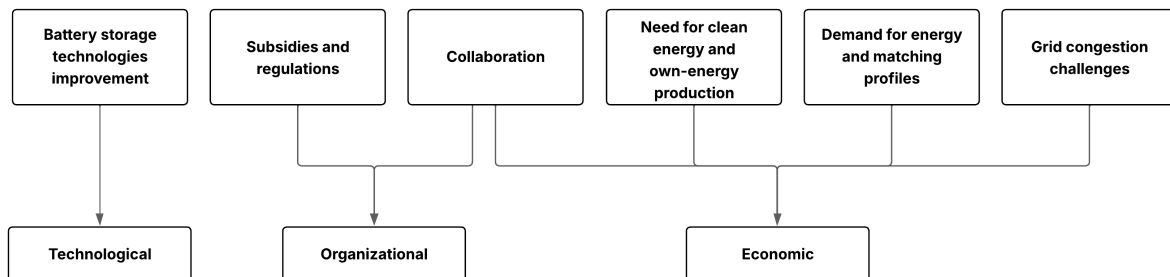 Battery storage
technologies
improvement
Subsidies and
regulations
Collaboration
Need for clean
energy and
own-energy
production
Demand for energy
and matching
profiles
Grid congestion
challenges
Technological
Organizational
Economic